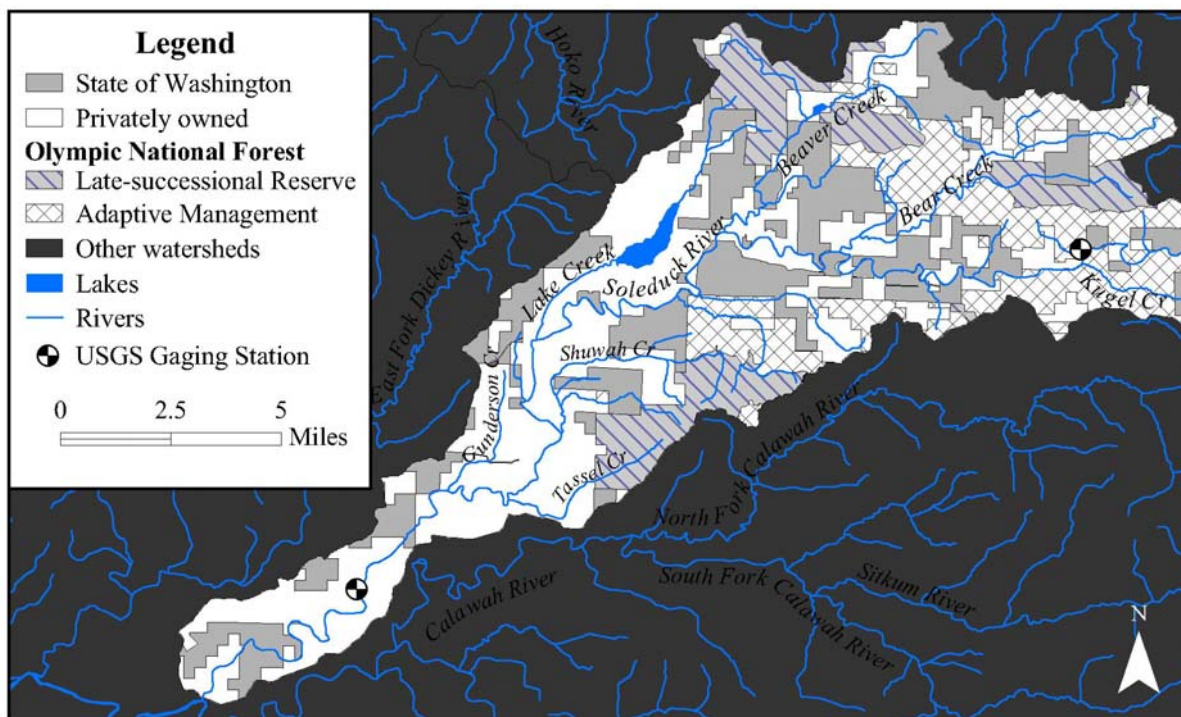 Legend
State of Washington
Privately owned
Olympic National Forest
Late-successional Reserve
Adaptive Management
Other watersheds
Lakes
Rivers
USGS Gaging Station
0 2.5 5
Miles
Hoko River
Beaver Creek
Bear Creek
East Fork Dickey River
Lake Creek
Soleduck River
Kugel Cr
Shuwah Cr
Gunderson Cr
Tassel Cr
North Fork Calawah River
Calawah River
South Fork Calawah River
Sitkum River
N